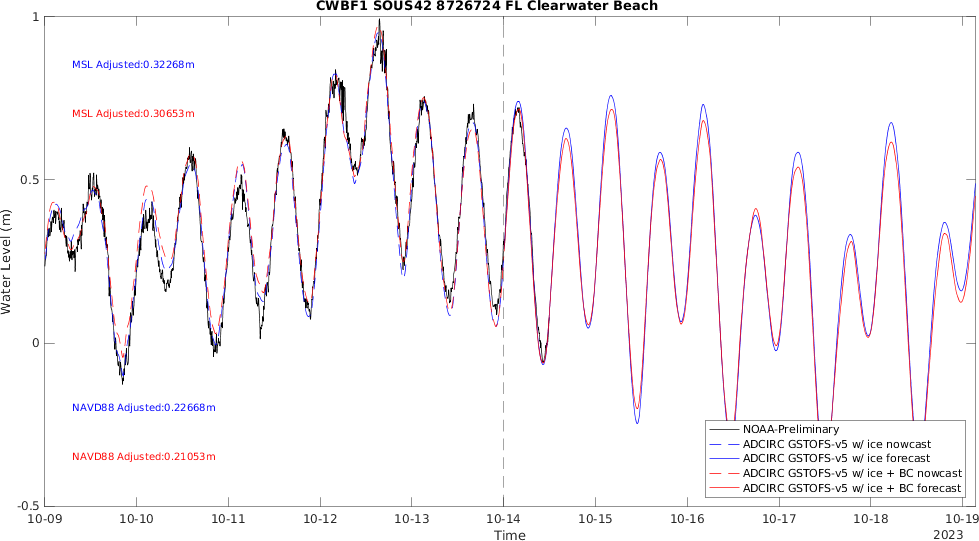 CWBF1 SOUS42 8726724 FL Clearwater Beach
1
0.5
0
-0.5
Water Level (m)
MSL Adjusted:0.32268m
MSL Adjusted:0.30653m
NAVD88 Adjusted:0.22668m
NAVD88 Adjusted:0.21053m
NOAA-Preliminary
ADCIRC GSTOFS-v5 w/ ice nowcast
ADCIRC GSTOFS-v5 w/ ice forecast
ADCIRC GSTOFS-v5 w/ ice + BC nowcast
ADCIRC GSTOFS-v5 w/ ice + BC forecast
10-09 10-10 10-11 10-12 10-13 10-14 10-15 10-16 10-17 10-18 10-19
Time
2023